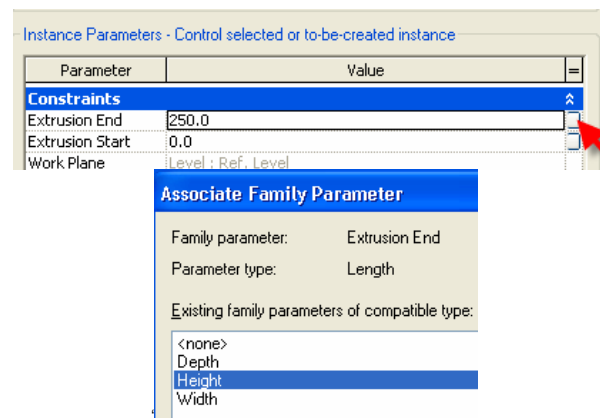 Instance Parameters - Control selected or to-be-created instance
Parameter Value =
Constraints
Extrusion End 250.0
Extrusion Start 0.0
Work Plane Level : Ref. Level
Associate Family Parameter
Family parameter: Extrusion End
Parameter type: Length
Existing family parameters of compatible type:
<none>
Depth
Height
Width